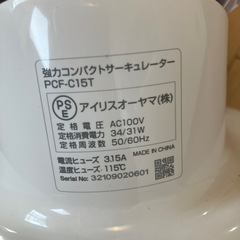 強力コンパクトサーキュレーター
PCF-C15T
PS
E
アイリスオーヤマ(株)
定格電圧 AC100V
定格消費電力 34/31W
定格周波数 50/60Hz
電流ヒューズ 3.15A
温度ヒューズ 115℃
MADE IN CHINA
Serial No: 32109020601